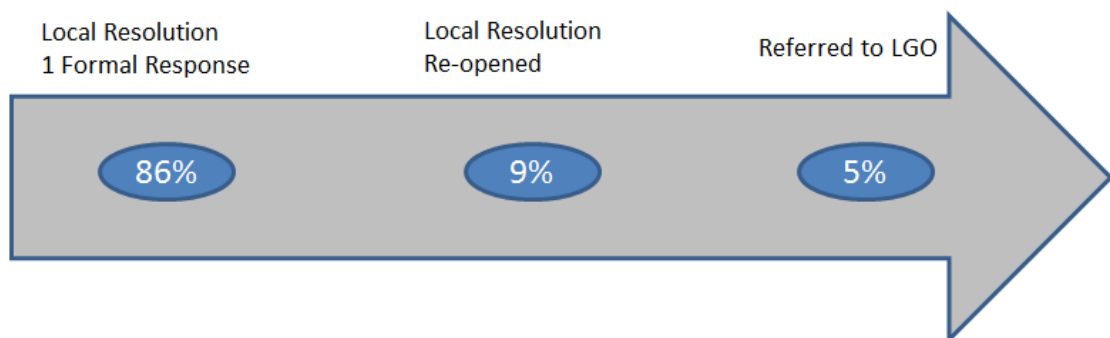 Local Resolution
1 Formal Response
Local Resolution
Re-opened
Referred to LGO
86%
9%
5%